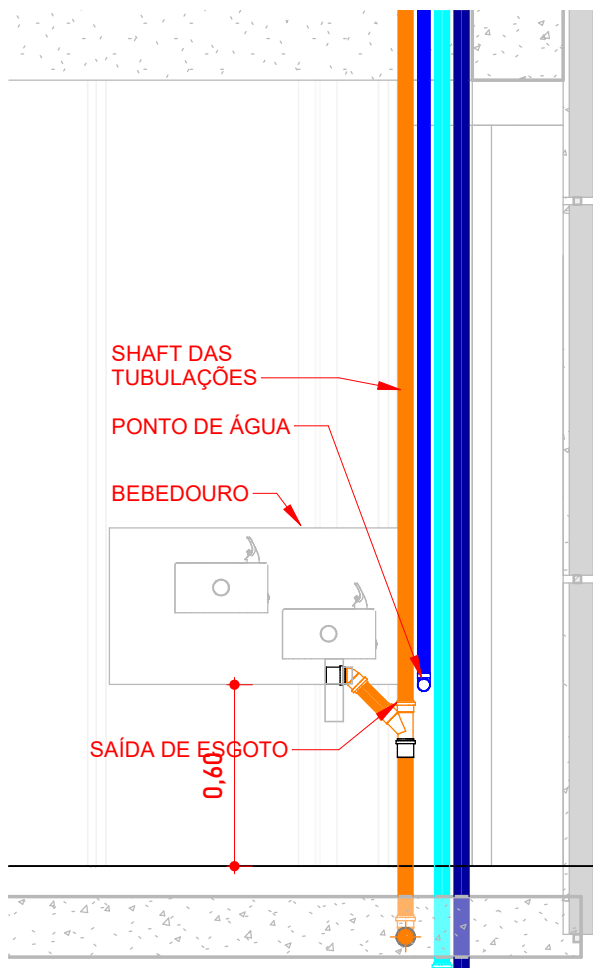 SHAFT DAS
TUBULAÇÕES
PONTO DE ÁGUA
BEBEDOURO
SAÍDA DE ESGOTO
0,60